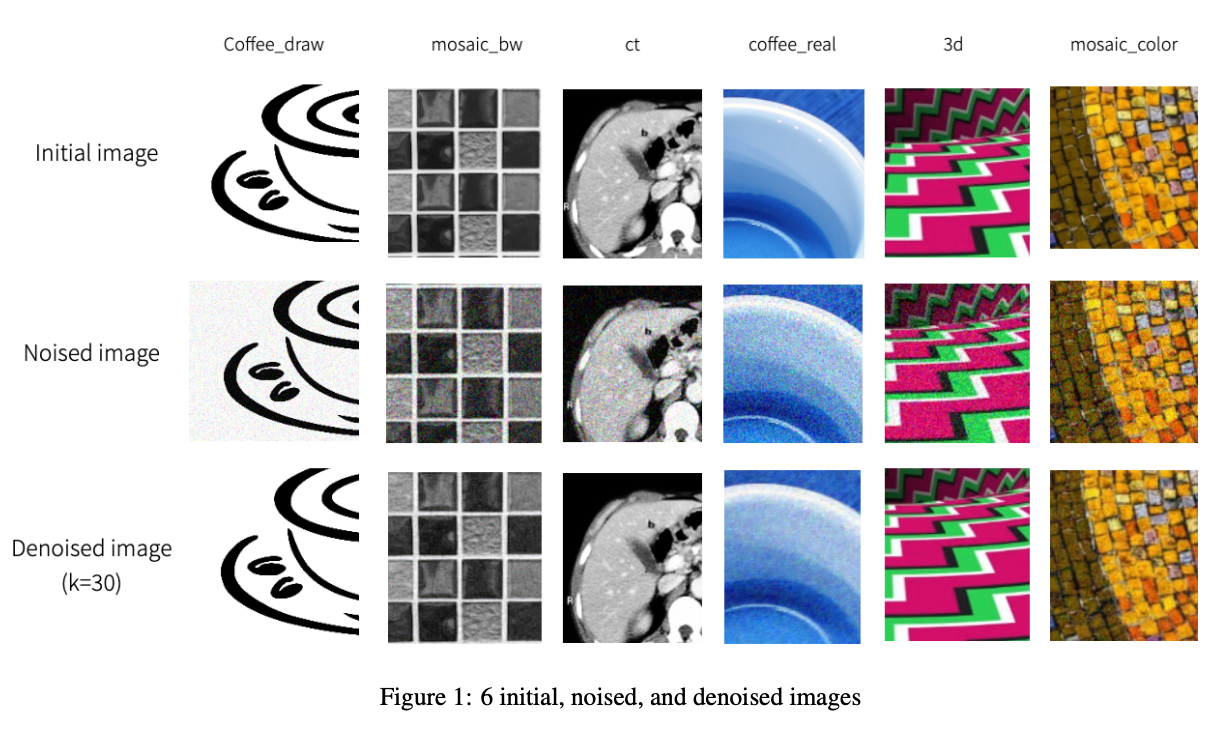 Coffee_draw mosaic_bw ct coffee_real 3d mosaic_color
Initial image
b
R
Noised image
b
R
Denoised image
(k=30)
b
R
Figure 1: 6 initial, noised, and denoised images